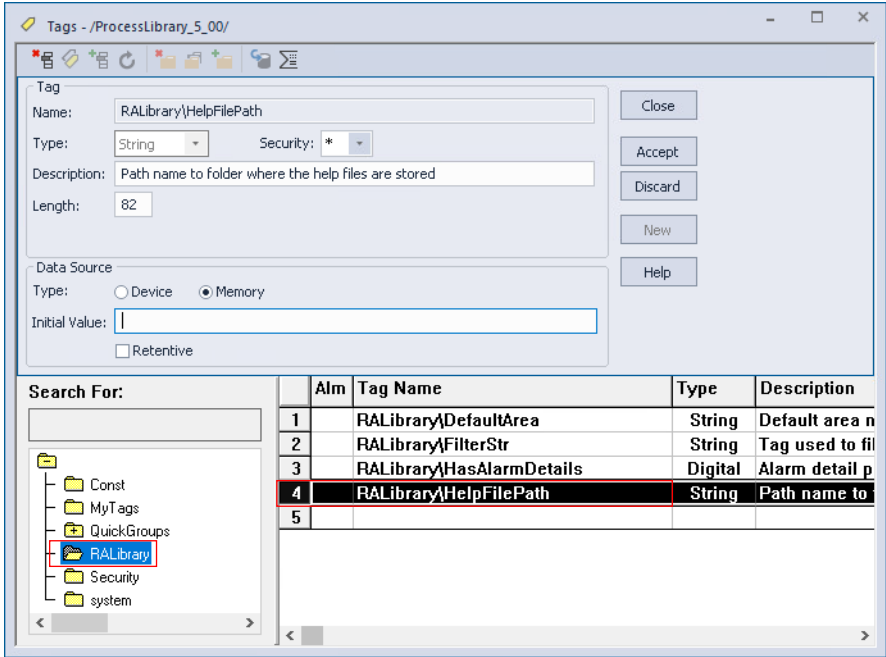 Tags - /ProcessLibrary_5_00/
Tag
Name: RALibrary\HelpFilePath
Close
Type: String Security: *
Accept
Description: Path name to folder where the help files are stored
Discard
Length: 82
New
Data Source
Help
Type: Device Memory
Initial Value:
Retentive
Search For:
Const
MyTags
QuickGroups
RALibrary
Security
system
Alm Tag Name Type Description
1 RALibrary\DefaultArea String Default area n
2 RALibrary\FilterStr String Tag used to fil
3 RALibrary\HasAlarmDetails Digital Alarm detail p
4 RALibrary\HelpFilePath String Path name to
5